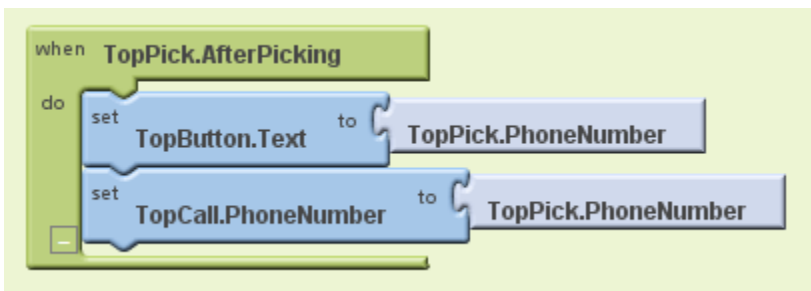 when TopPick.AfterPicking
do set TopButton.Text to TopPick.PhoneNumber
set TopCall.PhoneNumber to TopPick.PhoneNumber